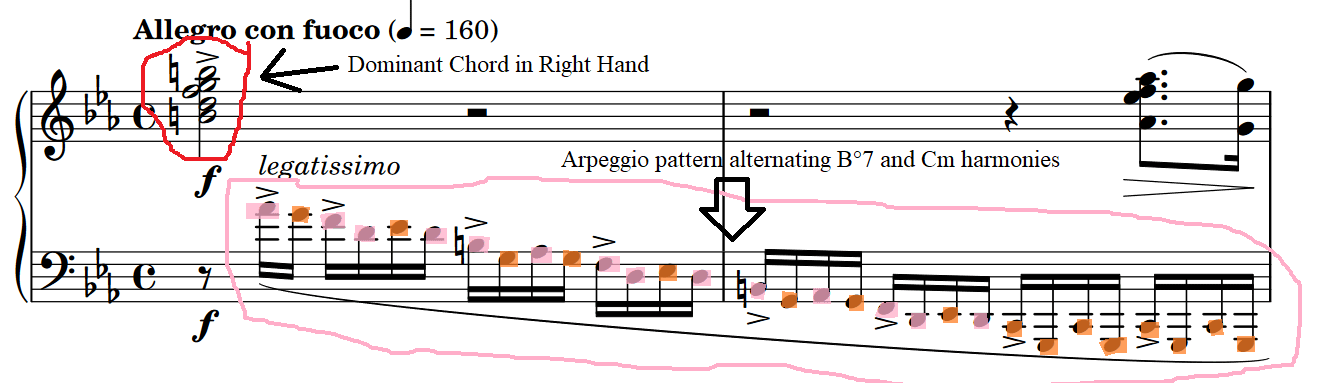 Allegro con fuoco (♩ = 160)
Dominant Chord in Right Hand
legatissimo
Arpeggio pattern alternating B°7 and Cm harmonies
f
f